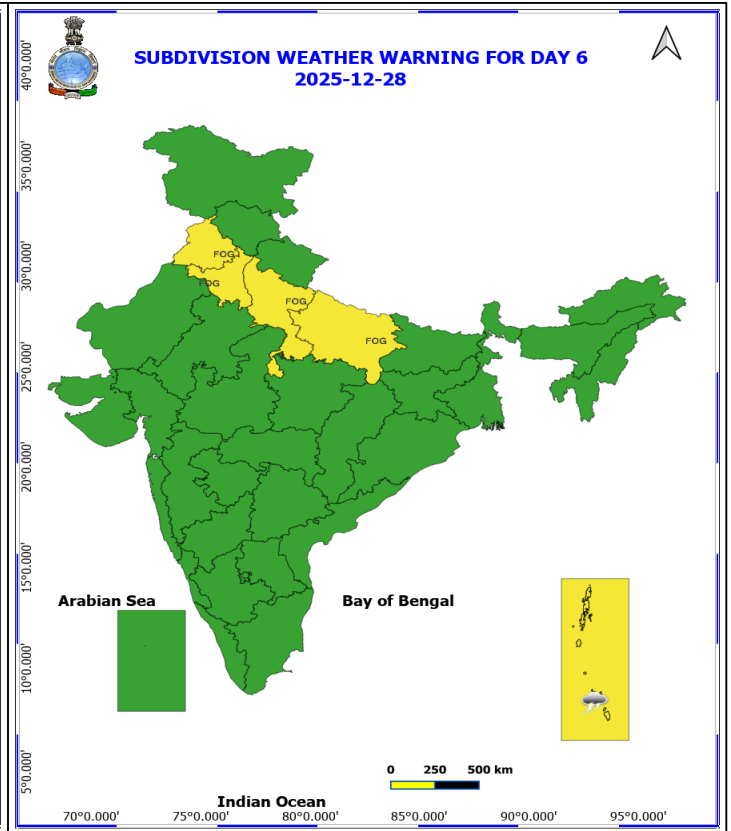 SUBDIVISION WEATHER WARNING FOR DAY 6
2025-12-28
40°0.000'
35°0.000'
30°0.000'
25°0.000'
20°0.000'
15°0.000'
10°0.000'
5°0.000'
FOG
FOG
FOG
FOG
Arabian Sea
Bay of Bengal
0 250 500 km
Indian Ocean
70°0.000' 75°0.000' 80°0.000' 85°0.000' 90°0.000' 95°0.000'